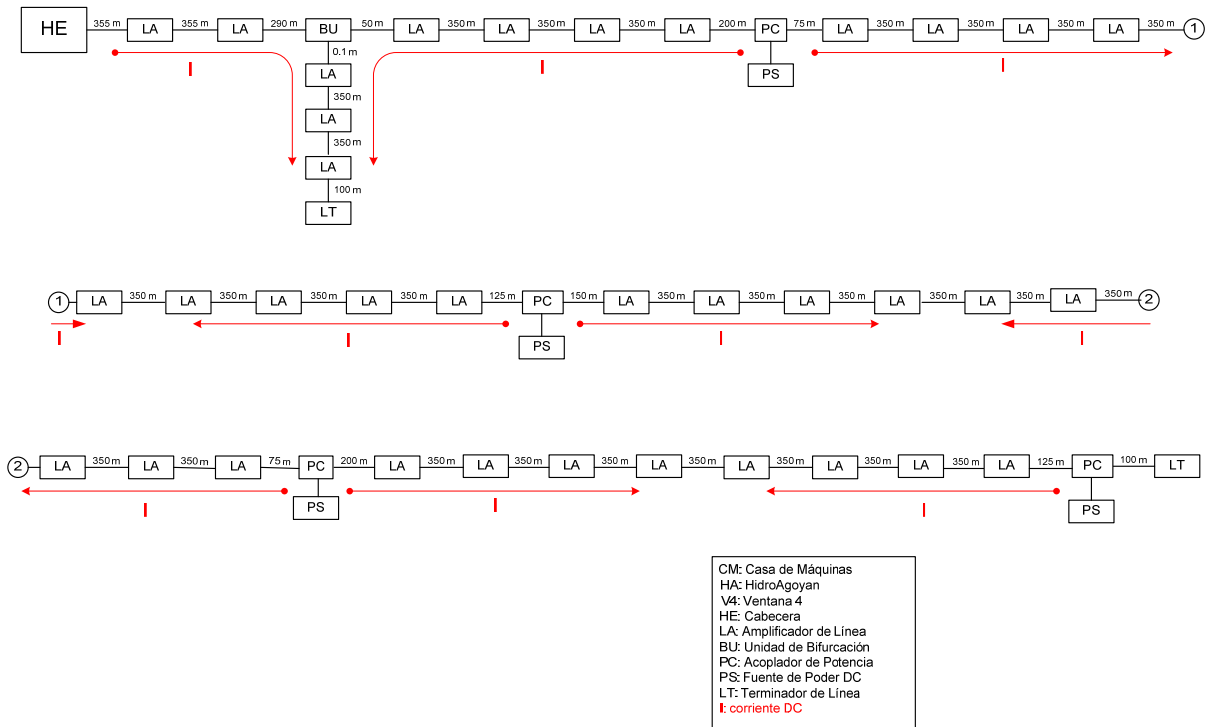 HE 355 m LA 355 m LA 290 m BU 50 m LA 350 m LA 350 m LA 350 m LA 200 m PC 75 m LA 350 m LA 350 m LA 350 m LA 350 m 1
I I I
0.1 m
LA
PS
350 m
LA
350 m
LA
100 m
LT
1 LA 350 m LA 350 m LA 350 m LA 350 m LA 125 m PC 150 m LA 350 m LA 350 m LA 350 m LA 350 m LA 350 m LA 350 m 2
I I I I
PS
2 LA 350 m LA 350 m LA 75 m PC 200 m LA 350 m LA 350 m LA 350 m LA 350 m LA 350 m LA 350 m LA 350 m LA 125 m PC 100 m LT
I I I
PS PS
CM: Casa de Máquinas
HA: HidroAgoyan
V4: Ventana 4
HE: Cabecera
LA: Amplificador de Línea
BU: Unidad de Bifurcación
PC: Acoplador de Potencia
PS: Fuente de Poder DC
LT: Terminador de Línea
I: corriente DC